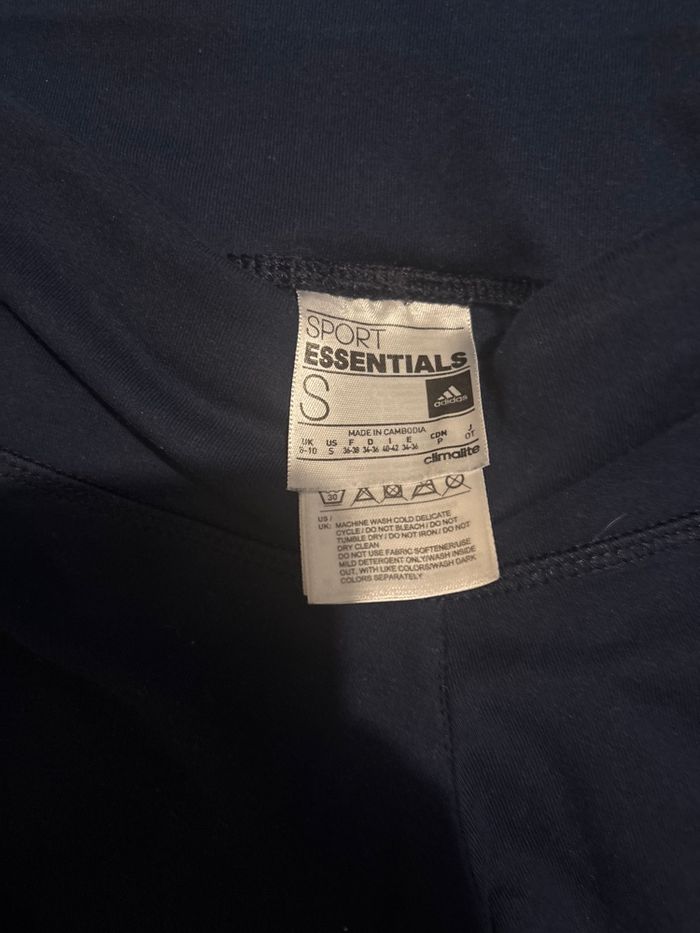 SPORT
ESSENTIALS
S
adidas
MADE IN CAMBODIA
UK US F D I E CDN J
8-10 S 36-38 34-36 40-42 34-36 P OT
climalite
30
US /
UK: MACHINE WASH COLD DELICATE
CYCLE / DO NOT BLEACH / DO NOT
TUMBLE DRY / DO NOT IRON / DO NOT
DRY CLEAN
DO NOT USE FABRIC SOFTENER/USE
MILD DETERGENT ONLY/WASH INSIDE
OUT, WITH LIKE COLORS/WASH DARK
COLORS SEPARATELY